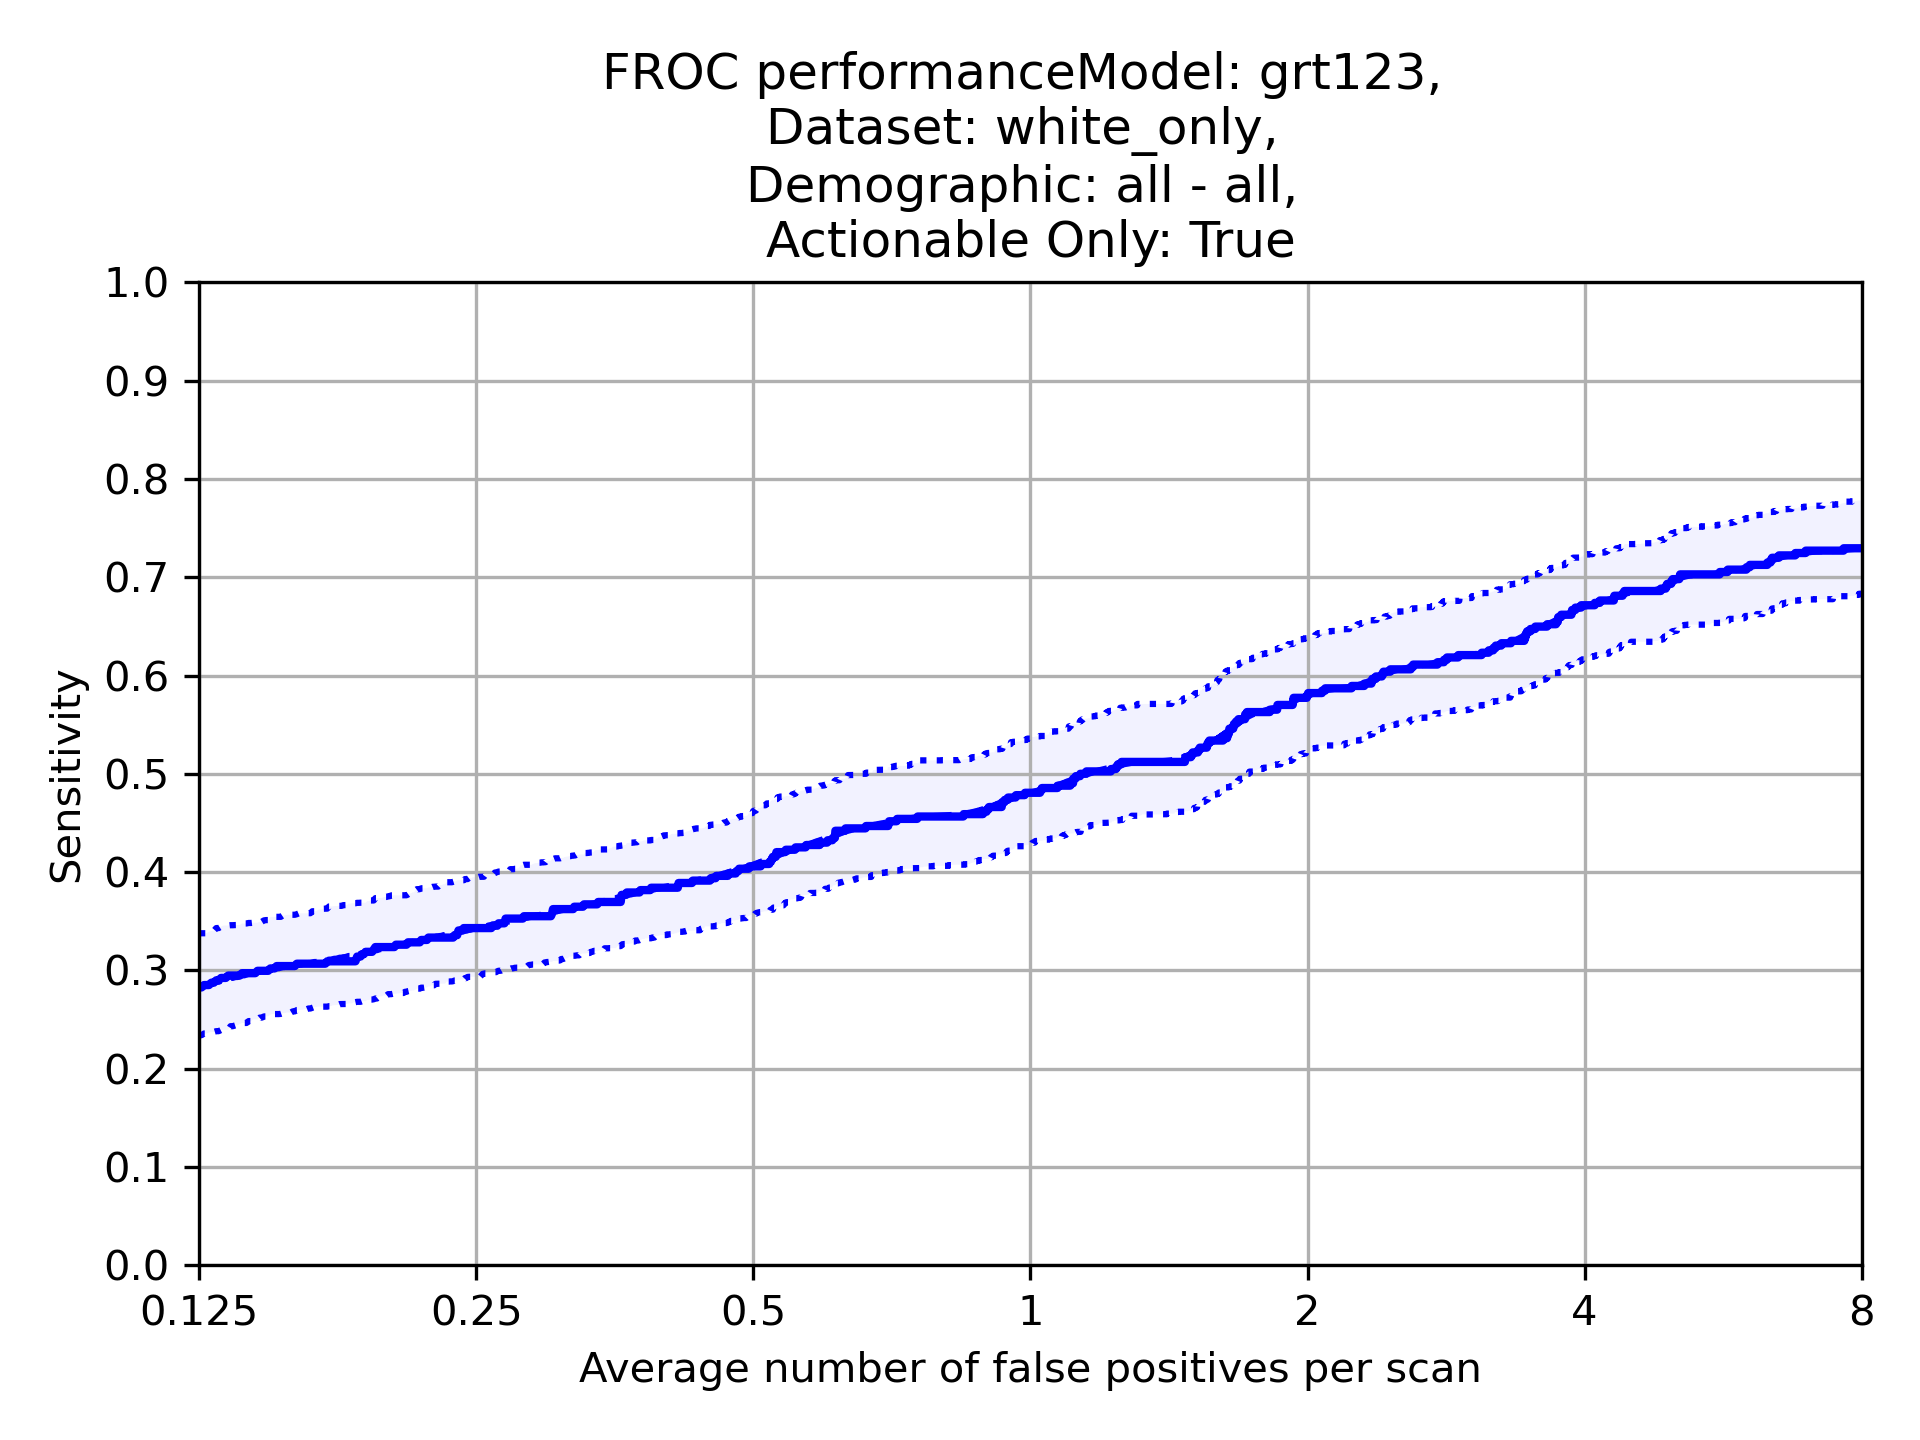 FROC performanceModel: grt123,
Dataset: white_only,
Demographic: all - all,
Actionable Only: True
1.0
0.9
0.8
0.7
0.6
0.5
0.4
0.3
0.2
0.1
0.0
Sensitivity
0.125 0.25 0.5 1 2 4 8
Average number of false positives per scan